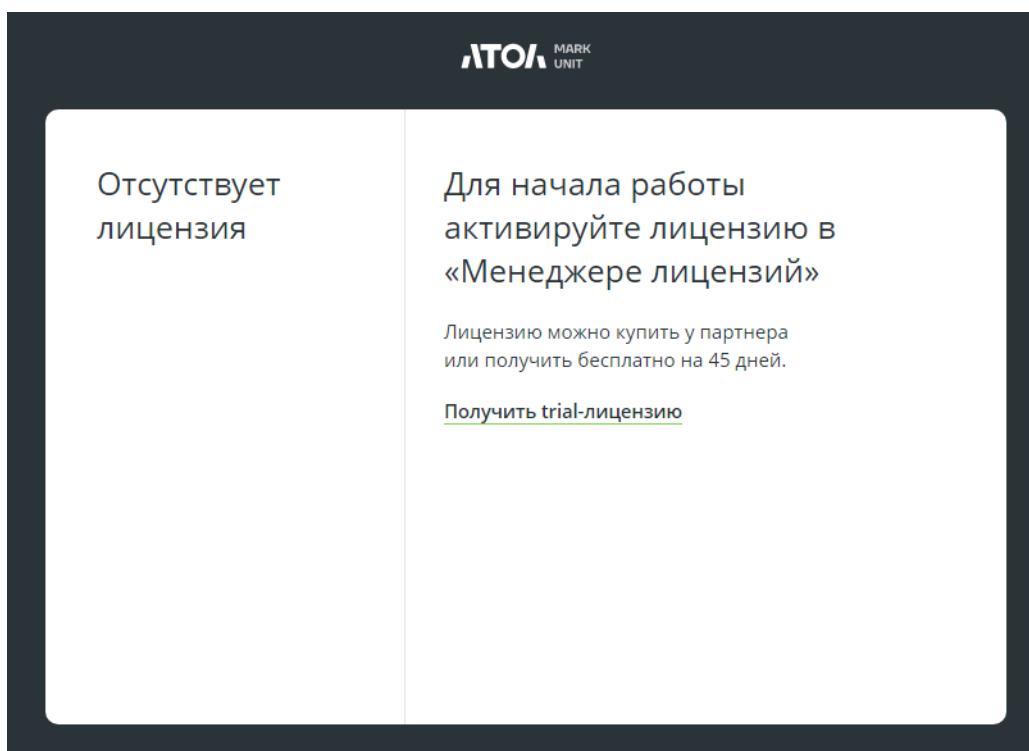 АТОЛ MARK
UNIT
Отсутствует
лицензия
Для начала работы
активируйте лицензию в
«Менеджере лицензий»
Лицензию можно купить у партнера
или получить бесплатно на 45 дней.
Получить trial-лицензию